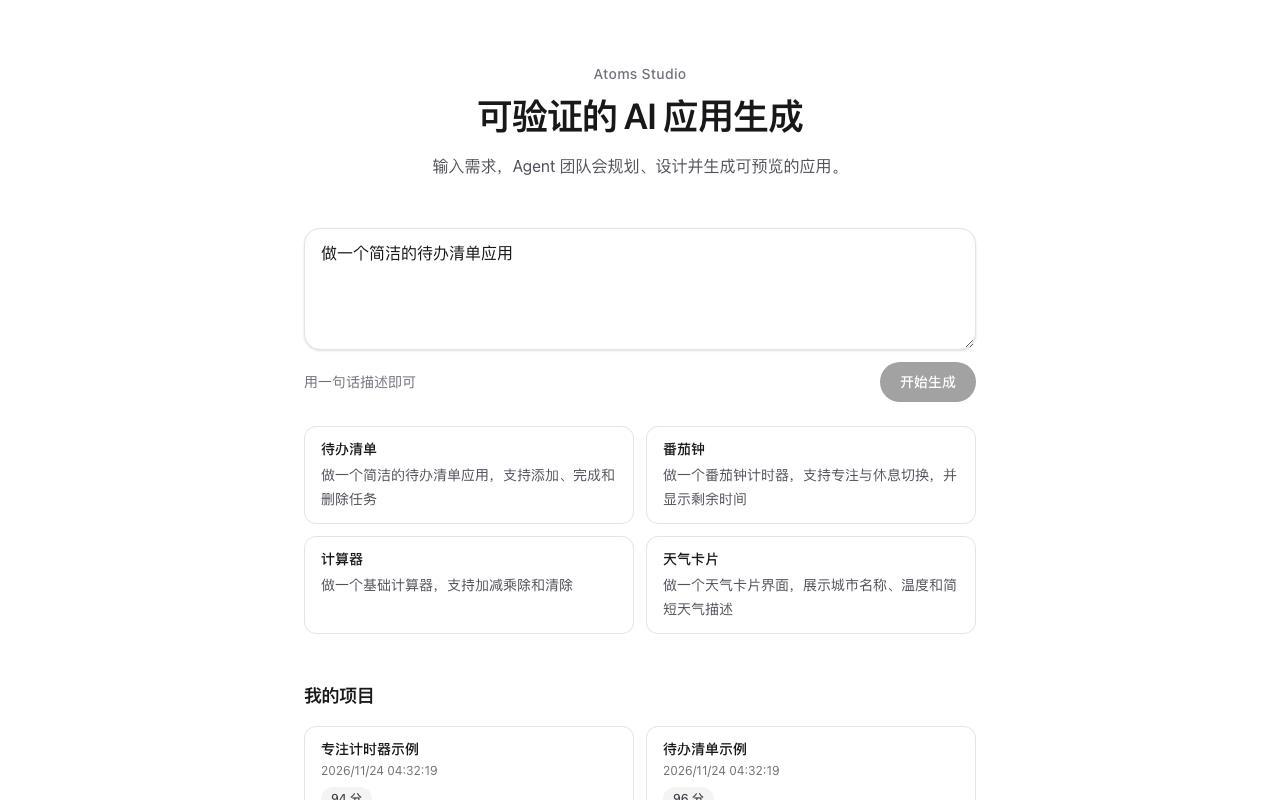 Atoms Studio
可验证的 AI 应用生成
输入需求，Agent 团队会规划、设计并生成可预览的应用。
做一个简洁的待办清单应用
用一句话描述即可
开始生成
待办清单
做一个简洁的待办清单应用，支持添加、完成和
删除任务
番茄钟
做一个番茄钟计时器，支持专注与休息切换，并
显示剩余时间
计算器
做一个基础计算器，支持加减乘除和清除
天气卡片
做一个天气卡片界面，展示城市名称、温度和简
短天气描述
我的项目
专注计时器示例
2026/11/24 04:32:19
94 分
待办清单示例
2026/11/24 04:32:19
96 分